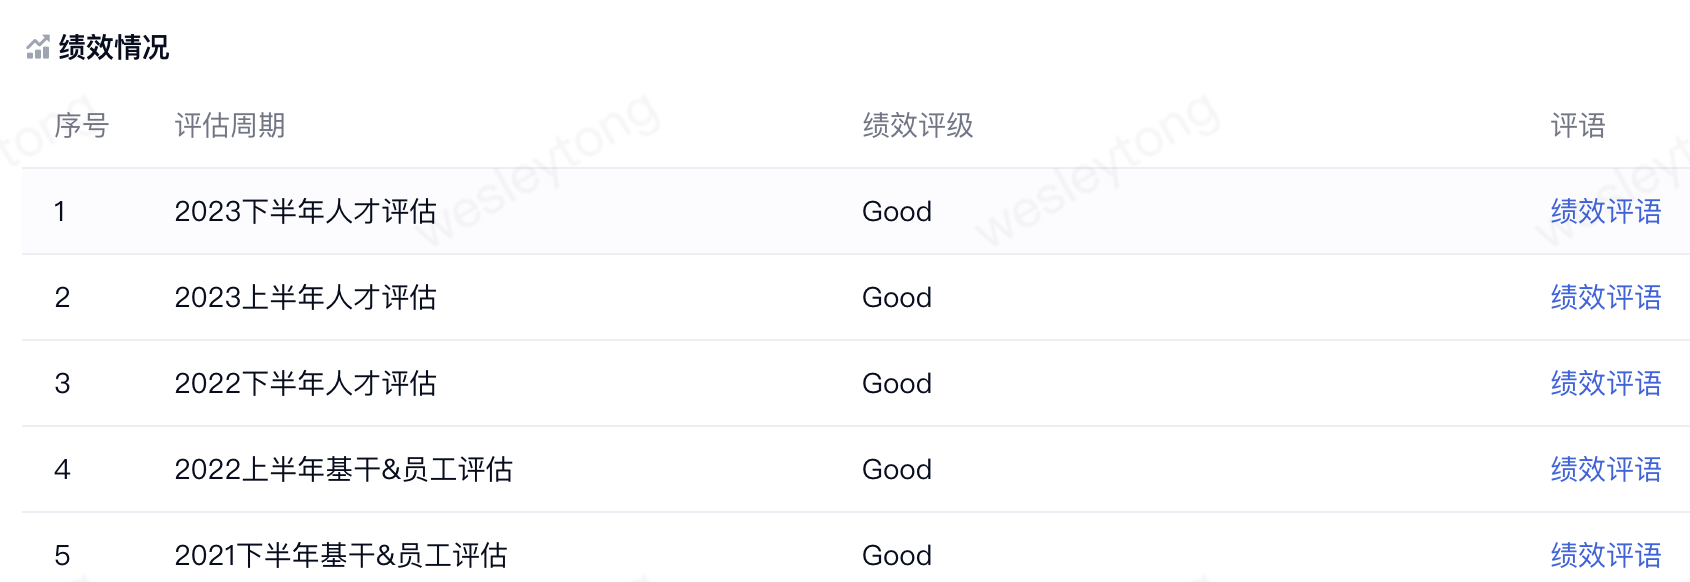 绩效情况
序号 评估周期 绩效评级 评语
1 2023下半年人才评估 Good 绩效评语
2 2023上半年人才评估 Good 绩效评语
3 2022下半年人才评估 Good 绩效评语
4 2022上半年基干&员工评估 Good 绩效评语
5 2021下半年基干&员工评估 Good 绩效评语
tong
wesleytong
wesleytong
wesleyt